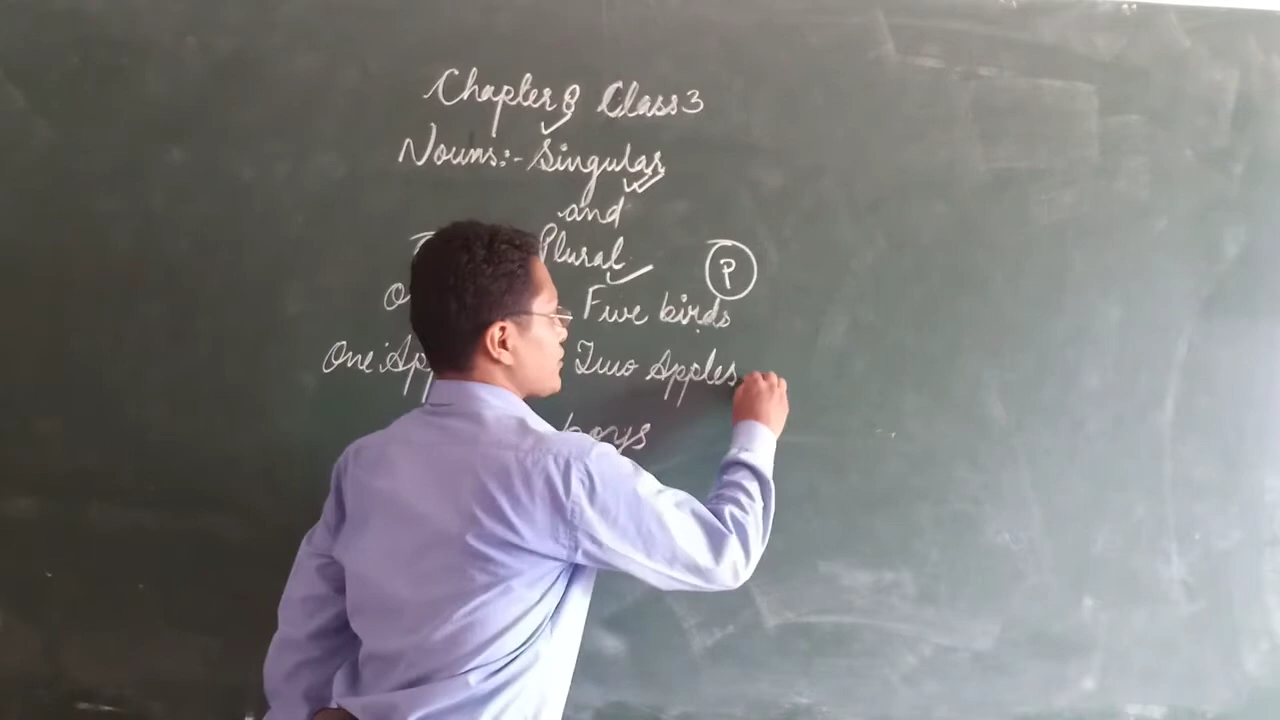 Chapter 8 Class 3
Nouns:- Singular
and
Plural
P
Five birds
One Two Apples
boys